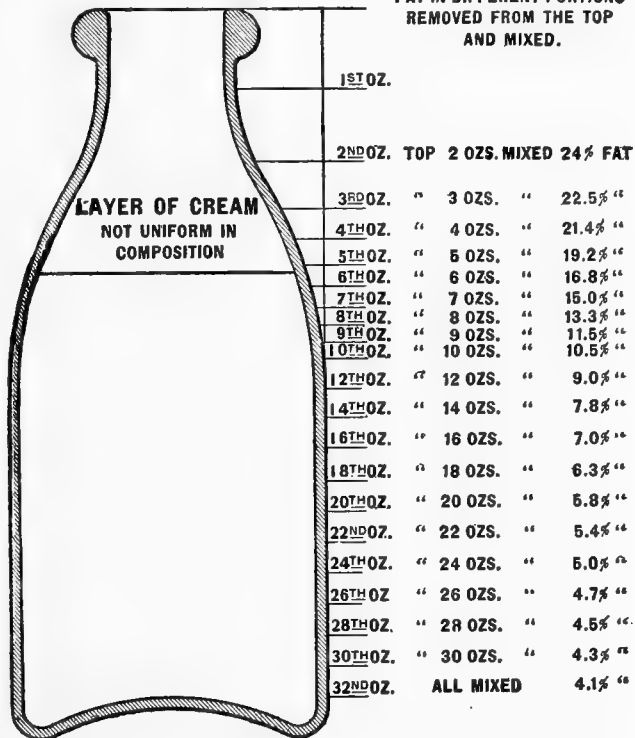 REMOVED FROM THE TOP
AND MIXED.
1ST OZ.
2ND OZ. TOP 2 OZS. MIXED 24% FAT
LAYER OF CREAM
NOT UNIFORM IN
COMPOSITION
3RD OZ. " 3 OZS. " 22.5% "
4TH OZ. " 4 OZS. " 21.4% "
5TH OZ. " 5 OZS. " 19.2% "
6TH OZ. " 6 OZS. " 16.8% "
7TH OZ. " 7 OZS. " 15.0% "
8TH OZ. " 8 OZS. " 13.3% "
9TH OZ. " 9 OZS. " 11.5% "
10TH OZ. " 10 OZS. " 10.5% "
12TH OZ. " 12 OZS. " 9.0% "
14TH OZ. " 14 OZS. " 7.8% "
16TH OZ. " 16 OZS. " 7.0% "
18TH OZ. " 18 OZS. " 6.3% "
20TH OZ. " 20 OZS. " 5.8% "
22ND OZ. " 22 OZS. " 5.4% "
24TH OZ. " 24 OZS. " 5.0% "
26TH OZ " 26 OZS. " 4.7% "
28TH OZ. " 28 OZS. " 4.5% "
30TH OZ. " 30 OZS. " 4.3% "
32ND OZ. ALL MIXED 4.1% "